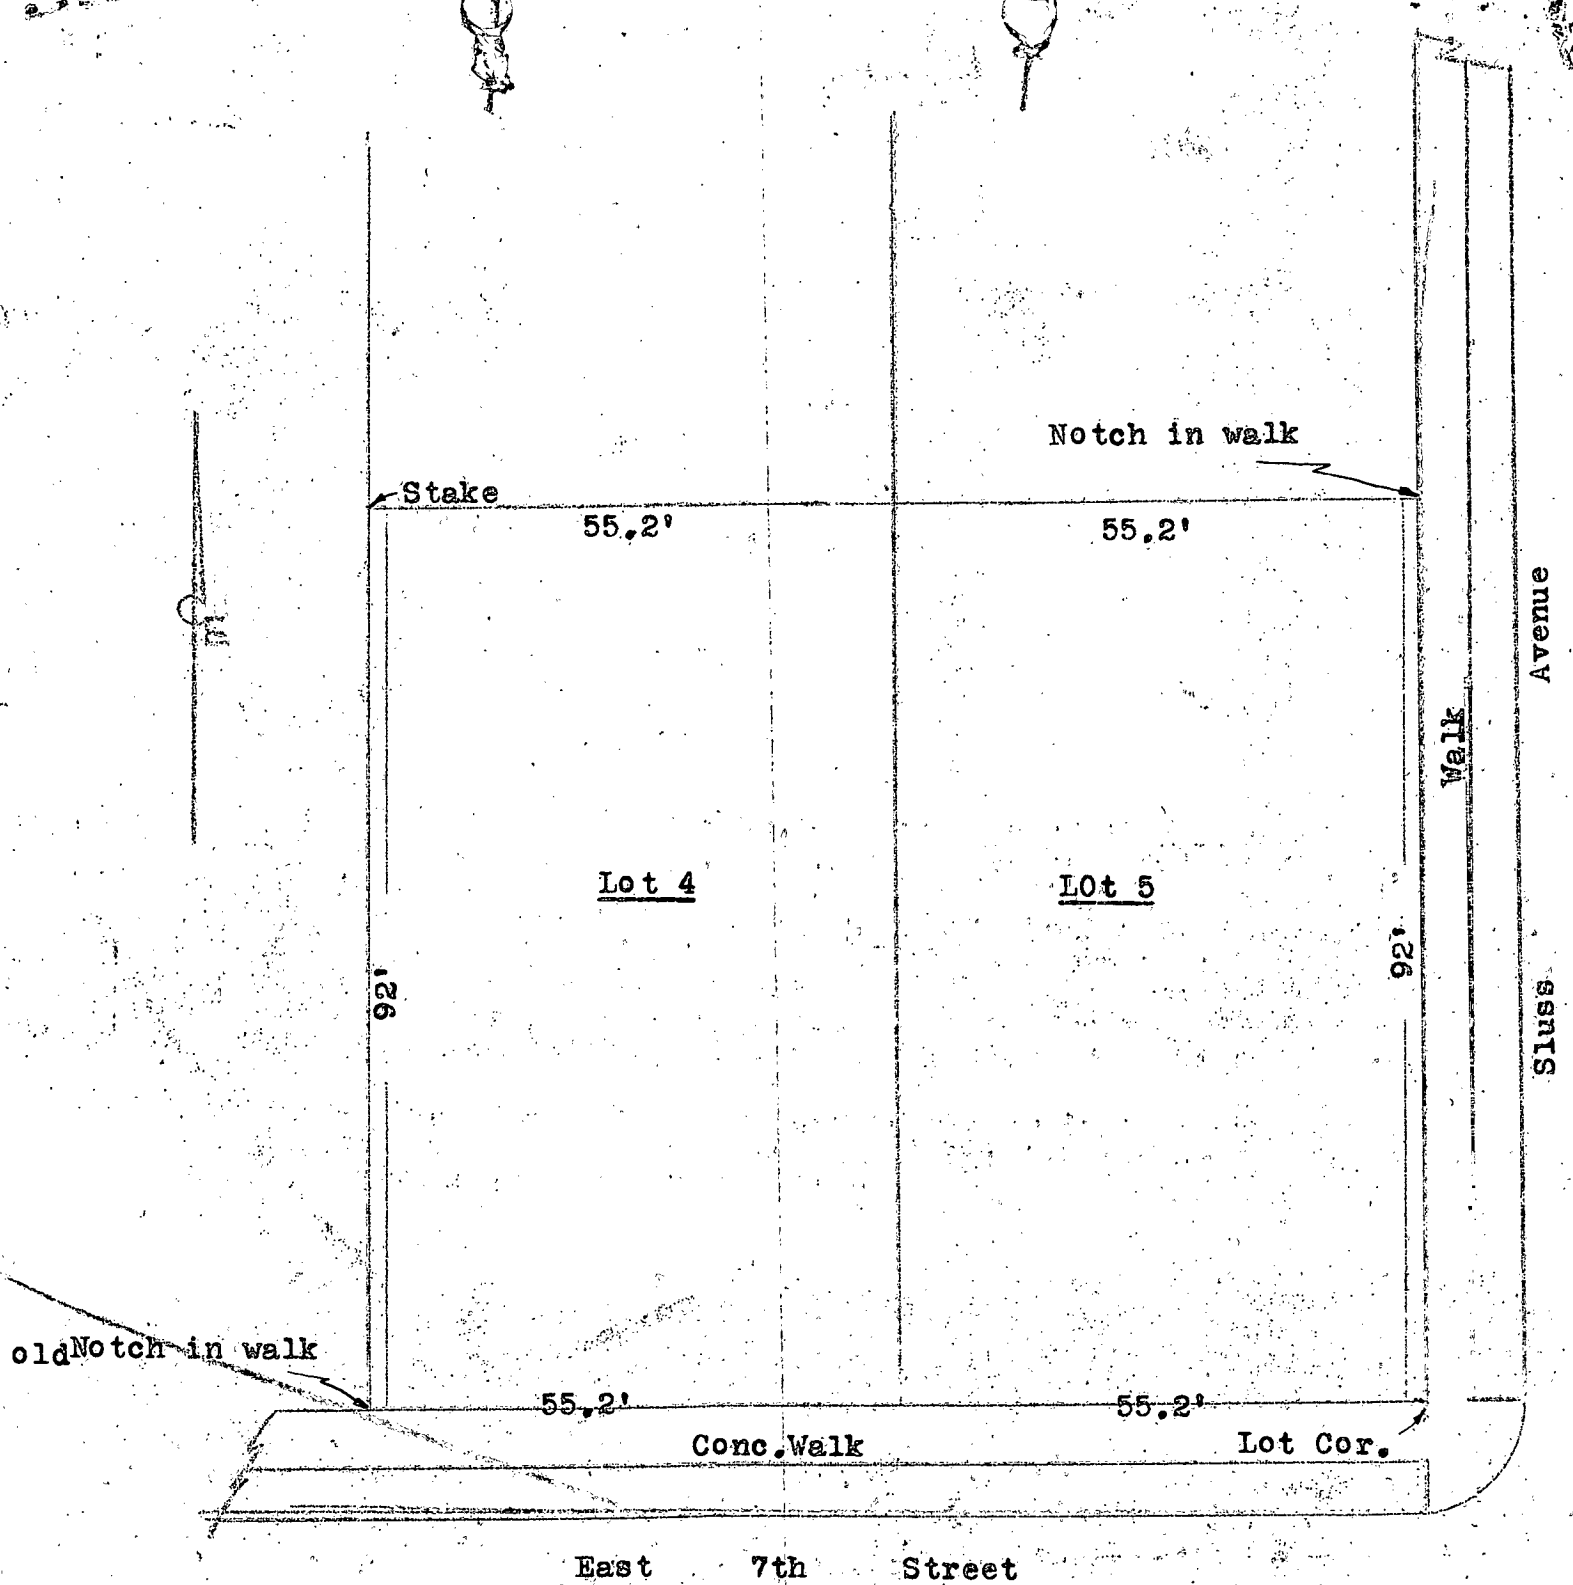 Notch in walk
Stake
55.2'
55.2'
Avenue
Walk
Lot 4
LOt 5
92'
92'
Sluss
oldNotch in walk
55.2'
55.2'
Conc.Walk
Lot Cor.
East 7th Street